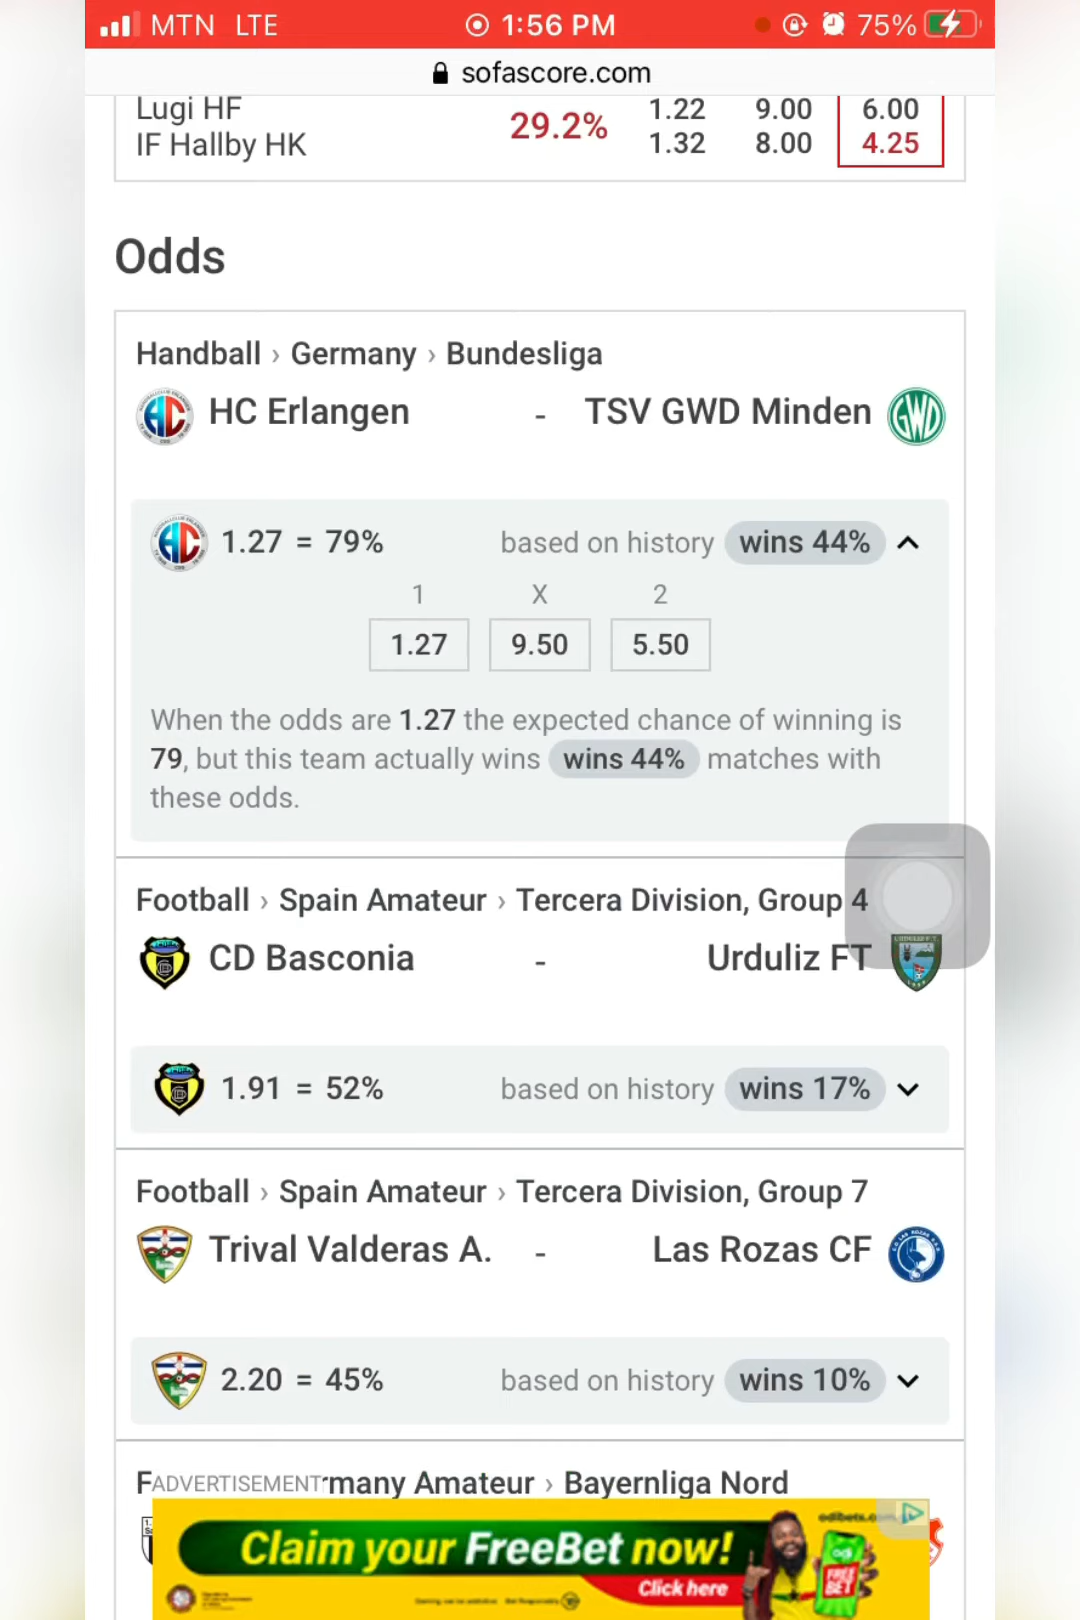 MTN LTE 1:56 PM 75%
sofascore.com
Lugi HF 1.22 9.00 6.00
29.2%
IF Hallby HK 1.32 8.00 4.25
Odds
Handball › Germany › Bundesliga
HC Erlangen - TSV GWD Minden
1.27 = 79% based on history wins 44%
1 X 2
1.27 9.50 5.50
When the odds are 1.27 the expected chance of winning is
79, but this team actually wins wins 44% matches with
these odds.
Football › Spain Amateur › Tercera Division, Group 4
CD Basconia - Urduliz FT
1.91 = 52% based on history wins 17%
Football › Spain Amateur › Tercera Division, Group 7
Trival Valderas A. - Las Rozas CF
2.20 = 45% based on history wins 10%
F ADVERTISEMENT rmany Amateur › Bayernliga Nord
Claim your FreeBet now!
Click here
odi
FREE
BET